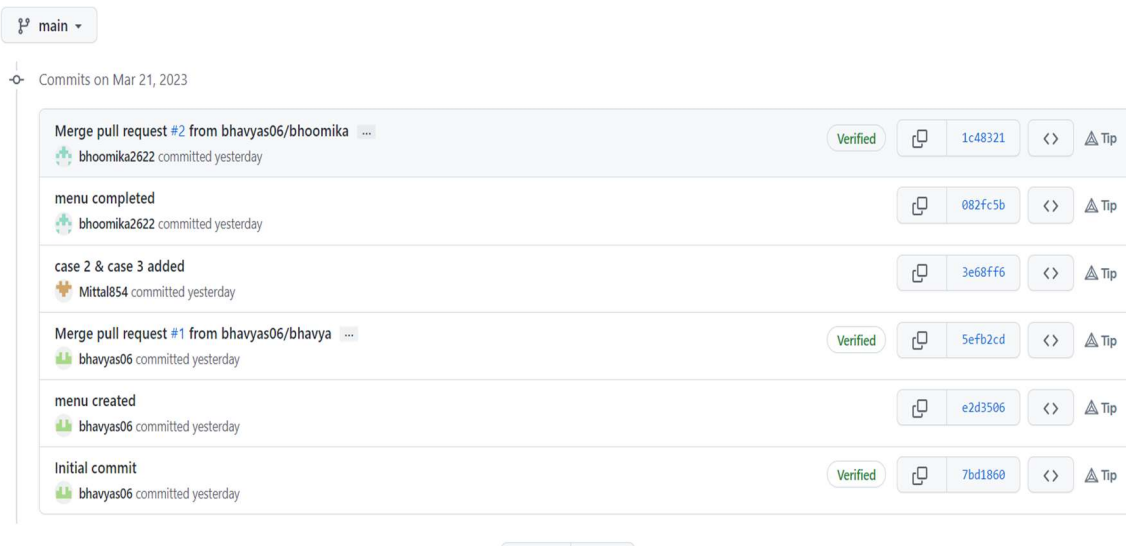 main
Commits on Mar 21, 2023
Merge pull request #2 from bhavyas06/bhoomika ...
Verified 1c48321 <> Tip
bhoomika2622 committed yesterday
menu completed
082fc5b <> Tip
bhoomika2622 committed yesterday
case 2 & case 3 added
3e68ff6 <> Tip
Mittal854 committed yesterday
Merge pull request #1 from bhavyas06/bhavya ...
Verified 5efb2cd <> Tip
bhavyas06 committed yesterday
menu created
e2d3506 <> Tip
bhavyas06 committed yesterday
Initial commit
Verified 7bd1860 <> Tip
bhavyas06 committed yesterday